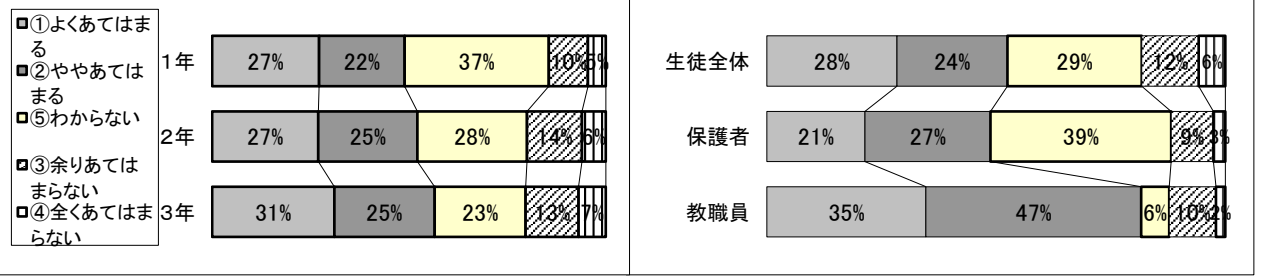 ①よくあてはま
る
②ややあては
まる
⑤わからない
③余りあては
まらない
④全くあてはま
らない
1年 27% 22% 37% 10% 5%
2年 27% 25% 28% 14% 6%
3年 31% 25% 23% 13% 7%
生徒全体 28% 24% 29% 12% 6%
保護者 21% 27% 39% 9% 3%
教職員 35% 47% 6% 10% 2%